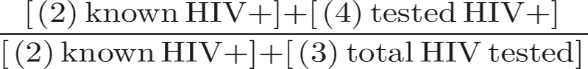 [(2) known HIV+]+[(4) tested HIV+]
[(2) known HIV+]+[(3) total HIV tested]